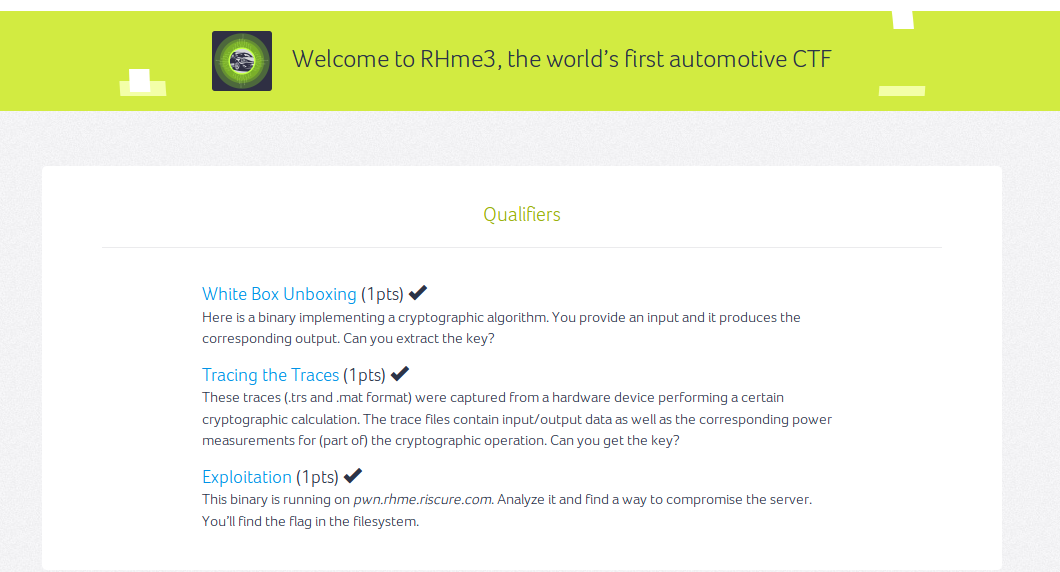 Welcome to RHme3, the world’s first automotive CTF
Qualifiers
White Box Unboxing (1pts) ✔
Here is a binary implementing a cryptographic algorithm. You provide an input and it produces the
corresponding output. Can you extract the key?
Tracing the Traces (1pts) ✔
These traces (.trs and .mat format) were captured from a hardware device performing a certain
cryptographic calculation. The trace files contain input/output data as well as the corresponding power
measurements for (part of) the cryptographic operation. Can you get the key?
Exploitation (1pts) ✔
This binary is running on pwn.rhme.riscure.com. Analyze it and find a way to compromise the server.
You’ll find the flag in the filesystem.